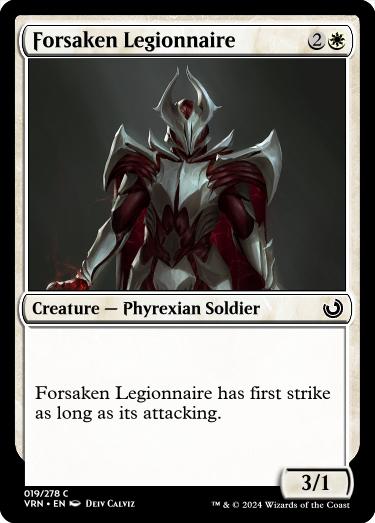 Forsaken Legionnaire 2
Creature — Phyrexian Soldier
Forsaken Legionnaire has first strike
as long as its attacking.
3/1
019/278 C
VRN • EN Deiv Calviz
™ & © 2024 Wizards of the Coast